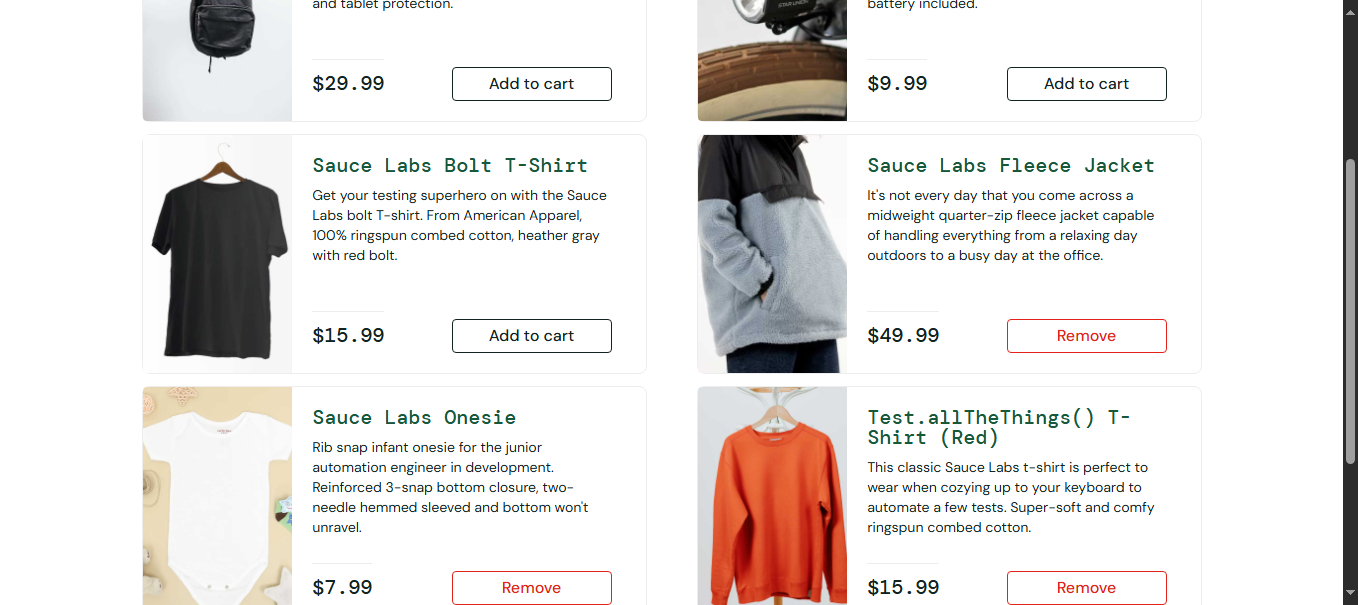 and tablet protection.
$29.99
Add to cart
battery included.
$9.99
Add to cart
Sauce Labs Bolt T-Shirt
Get your testing superhero on with the Sauce
Labs bolt T-shirt. From American Apparel,
100% ringspun combed cotton, heather gray
with red bolt.
$15.99
Add to cart
Sauce Labs Fleece Jacket
It's not every day that you come across a
midweight quarter-zip fleece jacket capable
of handling everything from a relaxing day
outdoors to a busy day at the office.
$49.99
Remove
Sauce Labs Onesie
Rib snap infant onesie for the junior
automation engineer in development.
Reinforced 3-snap bottom closure, two-
needle hemmed sleeved and bottom won't
unravel.
$7.99
Remove
Test.allTheThings() T-
Shirt (Red)
This classic Sauce Labs t-shirt is perfect to
wear when cozying up to your keyboard to
automate a few tests. Super-soft and comfy
ringspun combed cotton.
$15.99
Remove